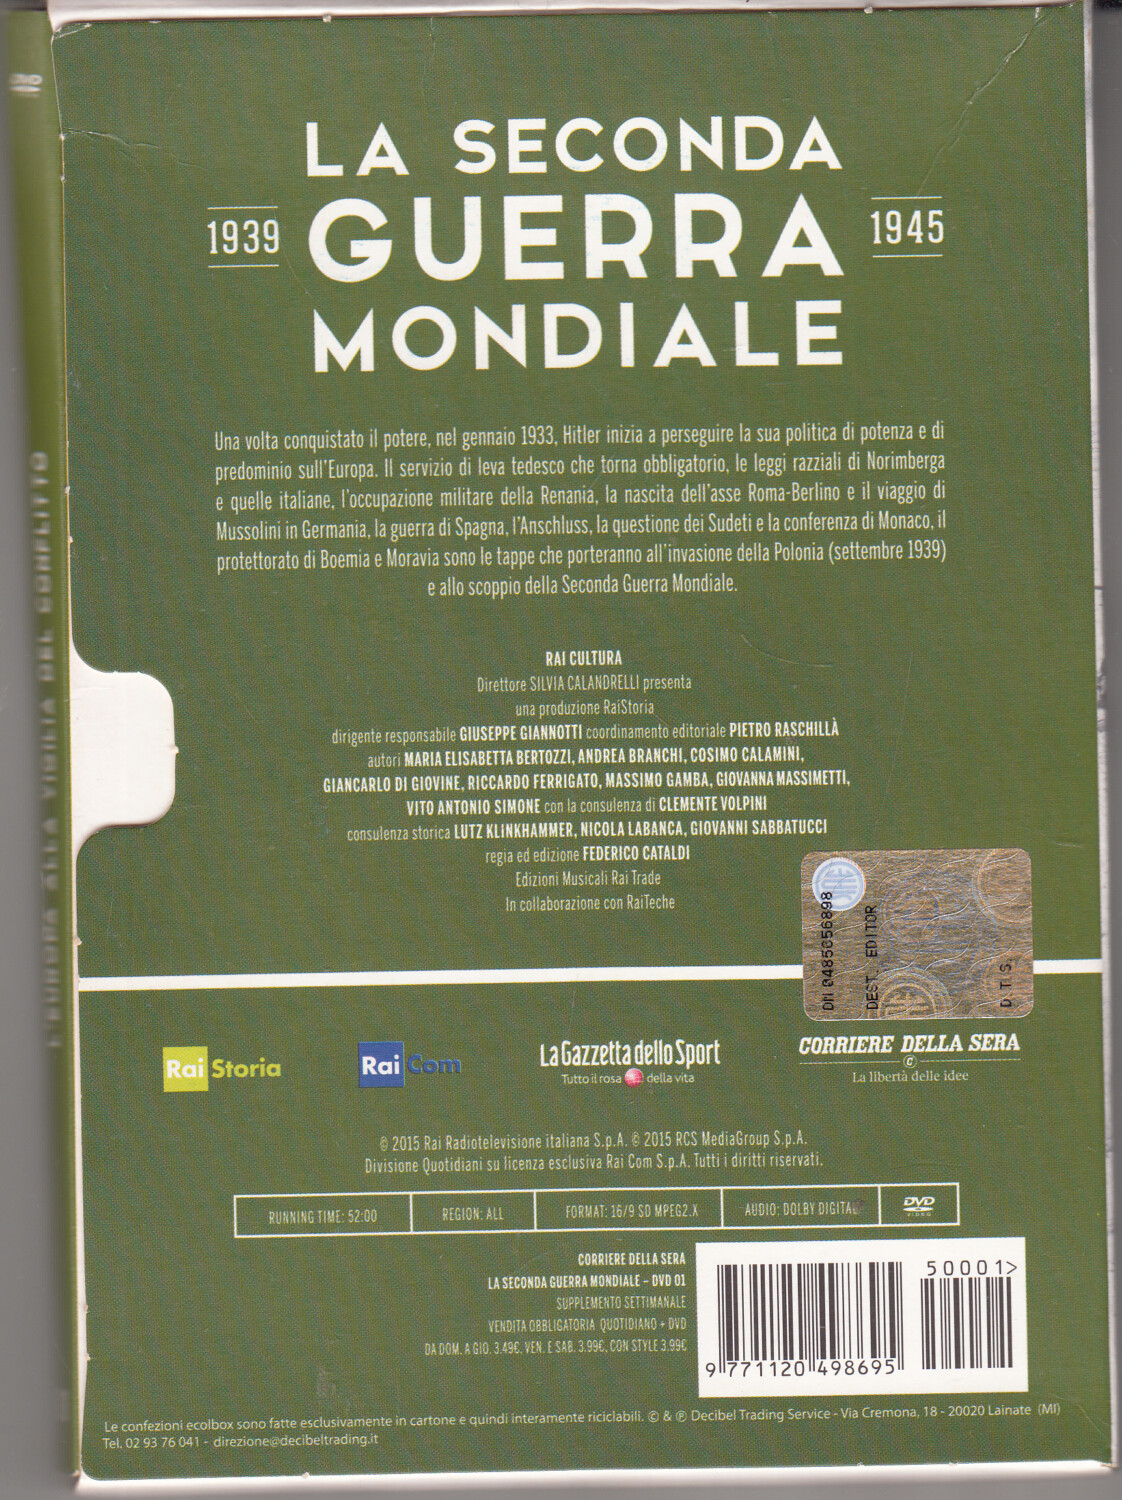 LA SECONDA
1939 GUERRA 1945
MONDIALE
Una volta conquistato il potere, nel gennaio 1933, Hitler inizia a perseguire la sua politica di potenza e di
predominio sull'Europa. Il servizio di leva tedesco che torna obbligatorio, le leggi razziali di Norimberga
e quelle italiane, l'occupazione militare della Renania, la nascita dell'asse Roma-Berlino e il viaggio di
Mussolini in Germania, la guerra di Spagna, l'Anschluss, la questione dei Sudeti e la conferenza di Monaco, il
protettorato di Boemia e Moravia sono le tappe che porteranno all'invasione della Polonia (settembre 1939)
e allo scoppio della Seconda Guerra Mondiale.
RAI CULTURA
Direttore SILVIA CALANDRELLI presenta
una produzione RaiStoria
dirigente responsabile GIUSEPPE GIANNOTTI coordinamento editoriale PIETRO RASCHILLÀ
autori MARIA ELISABETTA BERTOZZI, ANDREA BRANCHI, COSIMO CALAMINI,
GIANCARLO DI GIOVINE, RICCARDO FERRIGATO, MASSIMO GAMBA, GIOVANNA MASSIMETTI,
VITO ANTONIO SIMONE con la consulenza di CLEMENTE VOLPINI
consulenza storica LUTZ KLINKHAMMER, NICOLA LABANCA, GIOVANNI SABBATUCCI
regia ed edizione FEDERICO CATALDI
Edizioni Musicali Rai Trade
In collaborazione con RaiTeche
DM 0485056898
DEST. EDITOR
D.T.S.
Rai Storia
Rai Com
La Gazzetta dello Sport
Tutto il rosa della vita
CORRIERE DELLA SERA
C
La libertà delle idee
© 2015 Rai Radiotelevisione italiana S.p.A. © 2015 RCS MediaGroup S.p.A.
Divisione Quotidiani su licenza esclusiva Rai Com S.p.A. Tutti i diritti riservati.
RUNNING TIME: 52:00 REGION: ALL FORMAT: 16/9 SD MPEG2.X AUDIO: DOLBY DIGITAL DVD VIDEO
CORRIERE DELLA SERA
LA SECONDA GUERRA MONDIALE – DVD 01
SUPPLEMENTO SETTIMANALE
VENDITA OBBLIGATORIA QUOTIDIANO + DVD
DA DOM. A GIO. 3.49€, VEN. E SAB. 3.99€, CON STYLE 3.99€
50001>
9 771120 498695
Le confezioni ecolbox sono fatte esclusivamente in cartone e quindi interamente riciclabili. © & ℗ Decibel Trading Service - Via Cremona, 18 - 20020 Lainate (MI)
Tel. 02 93 76 041 - direzione@decibeltrading.it
DVD
L'EUROPA ALLA VIGILIA DEL CONFLITTO